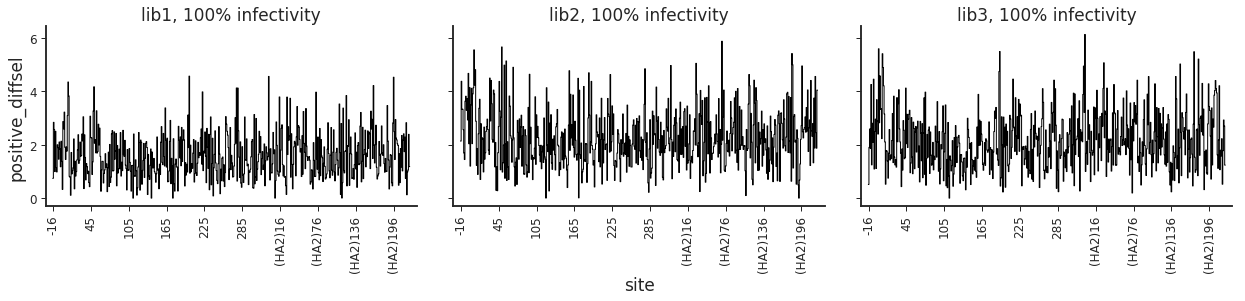 lib1, 100% infectivity
lib2, 100% infectivity
lib3, 100% infectivity
positive_diffsel
6
4
2
0
-16 45 105 165 225 285 (HA2)16 (HA2)76 (HA2)136 (HA2)196
-16 45 105 165 225 285 (HA2)16 (HA2)76 (HA2)136 (HA2)196
-16 45 105 165 225 285 (HA2)16 (HA2)76 (HA2)136 (HA2)196
site